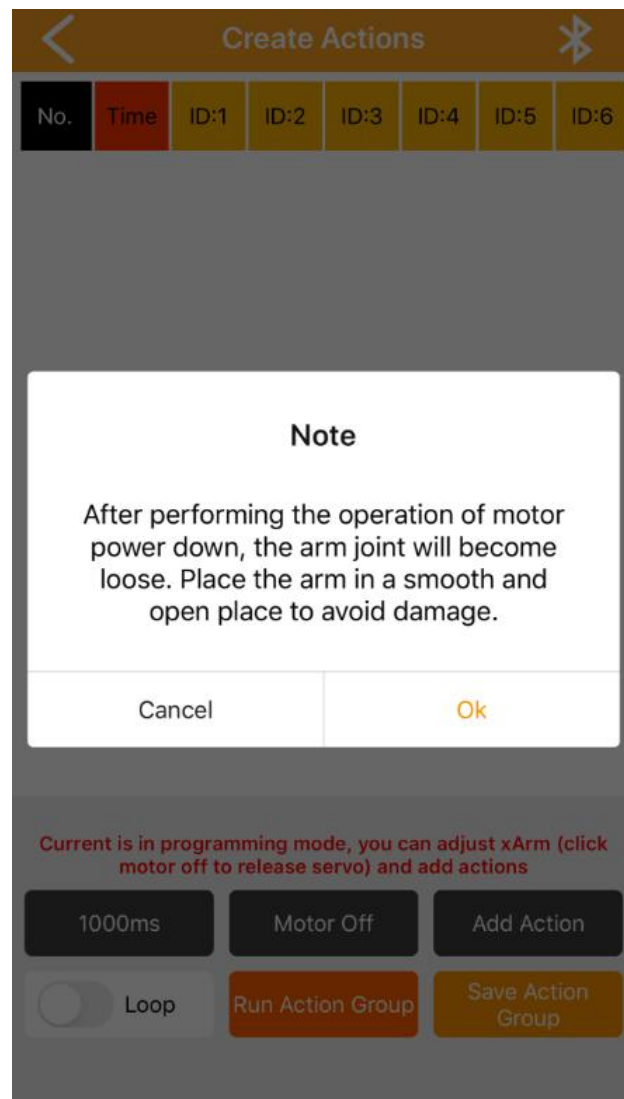 Create Actions
No. Time ID:1 ID:2 ID:3 ID:4 ID:5 ID:6
Note
After performing the operation of motor
power down, the arm joint will become
loose. Place the arm in a smooth and
open place to avoid damage.
Cancel Ok
Current is in programming mode, you can adjust xArm (click
motor off to release servo) and add actions
1000ms Motor Off Add Action
Loop Run Action Group Save Action
Group